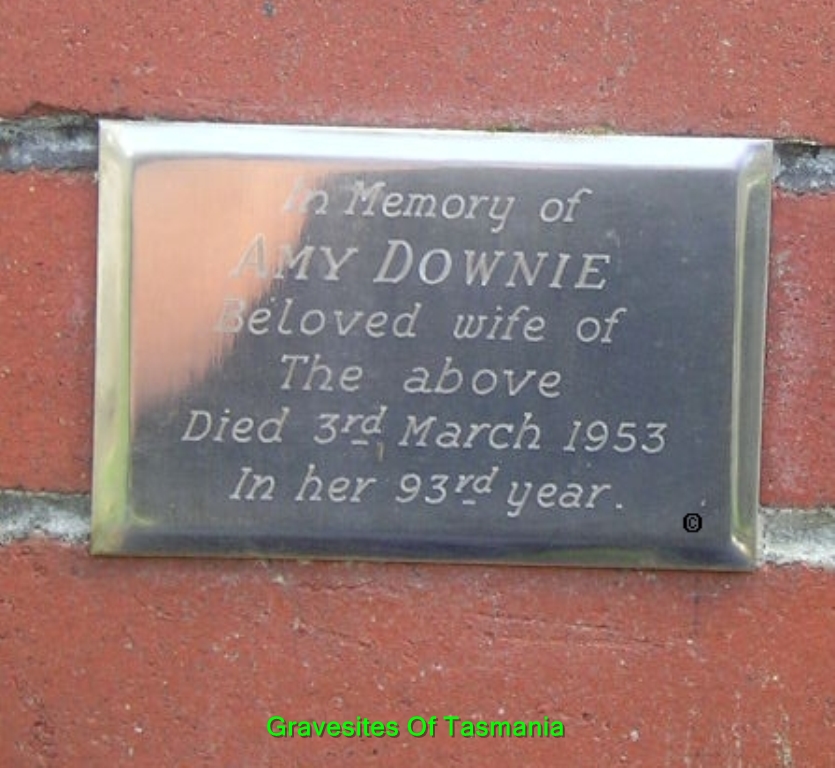 In Memory of
AMY DOWNIE
Beloved wife of
The above
Died 3rd March 1953
In her 93rd year.
©
Gravesites Of Tasmania